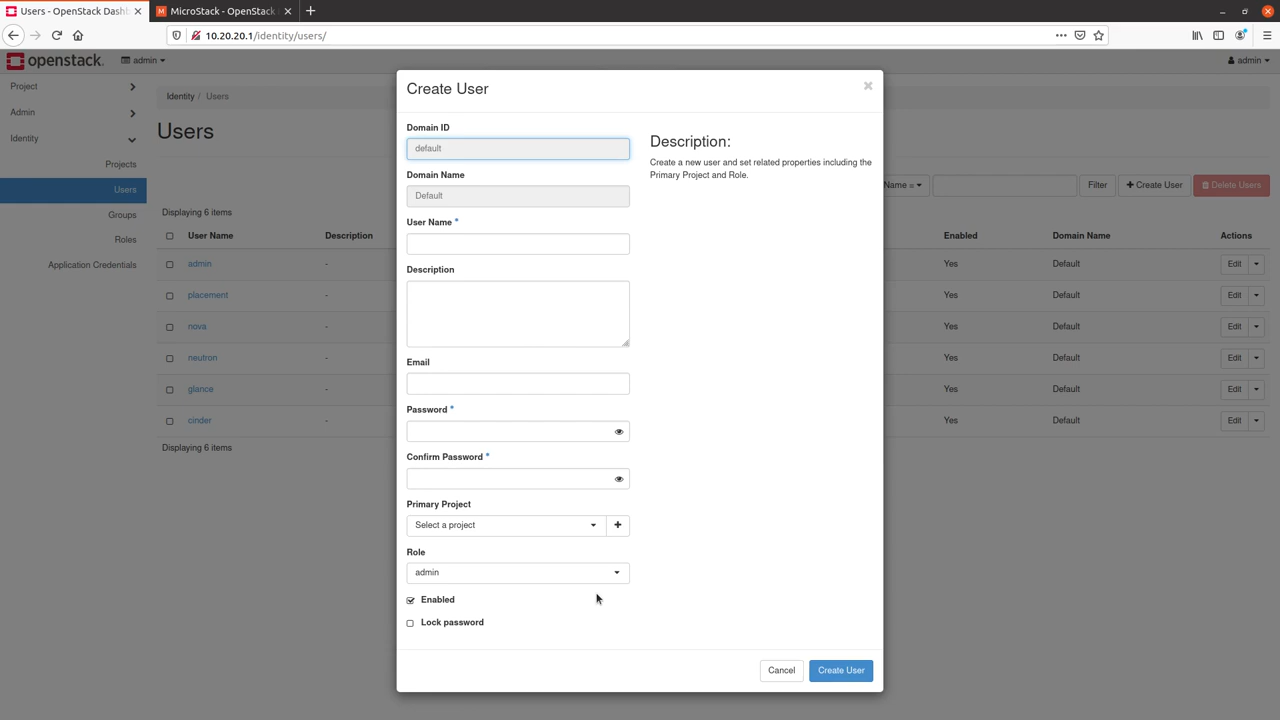 Users - OpenStack Dashb
MicroStack - OpenStack
10.20.20.1/identity/users/
openstack.
admin
admin
Project
Admin
Identity
Projects
Users
Groups
Roles
Application Credentials
Identity / Users
Users
Name =
Filter
+ Create User
Delete Users
Displaying 6 items
User Name
Description
Enabled
Domain Name
Actions
admin
-
Yes
Default
Edit
placement
-
Yes
Default
Edit
nova
-
Yes
Default
Edit
neutron
-
Yes
Default
Edit
glance
-
Yes
Default
Edit
cinder
-
Yes
Default
Edit
Displaying 6 items
Create User
Domain ID
default
Domain Name
Default
User Name *
Description
Email
Password *
Confirm Password *
Primary Project
Select a project
Role
admin
Enabled
Lock password
Description:
Create a new user and set related properties including the
Primary Project and Role.
Cancel
Create User